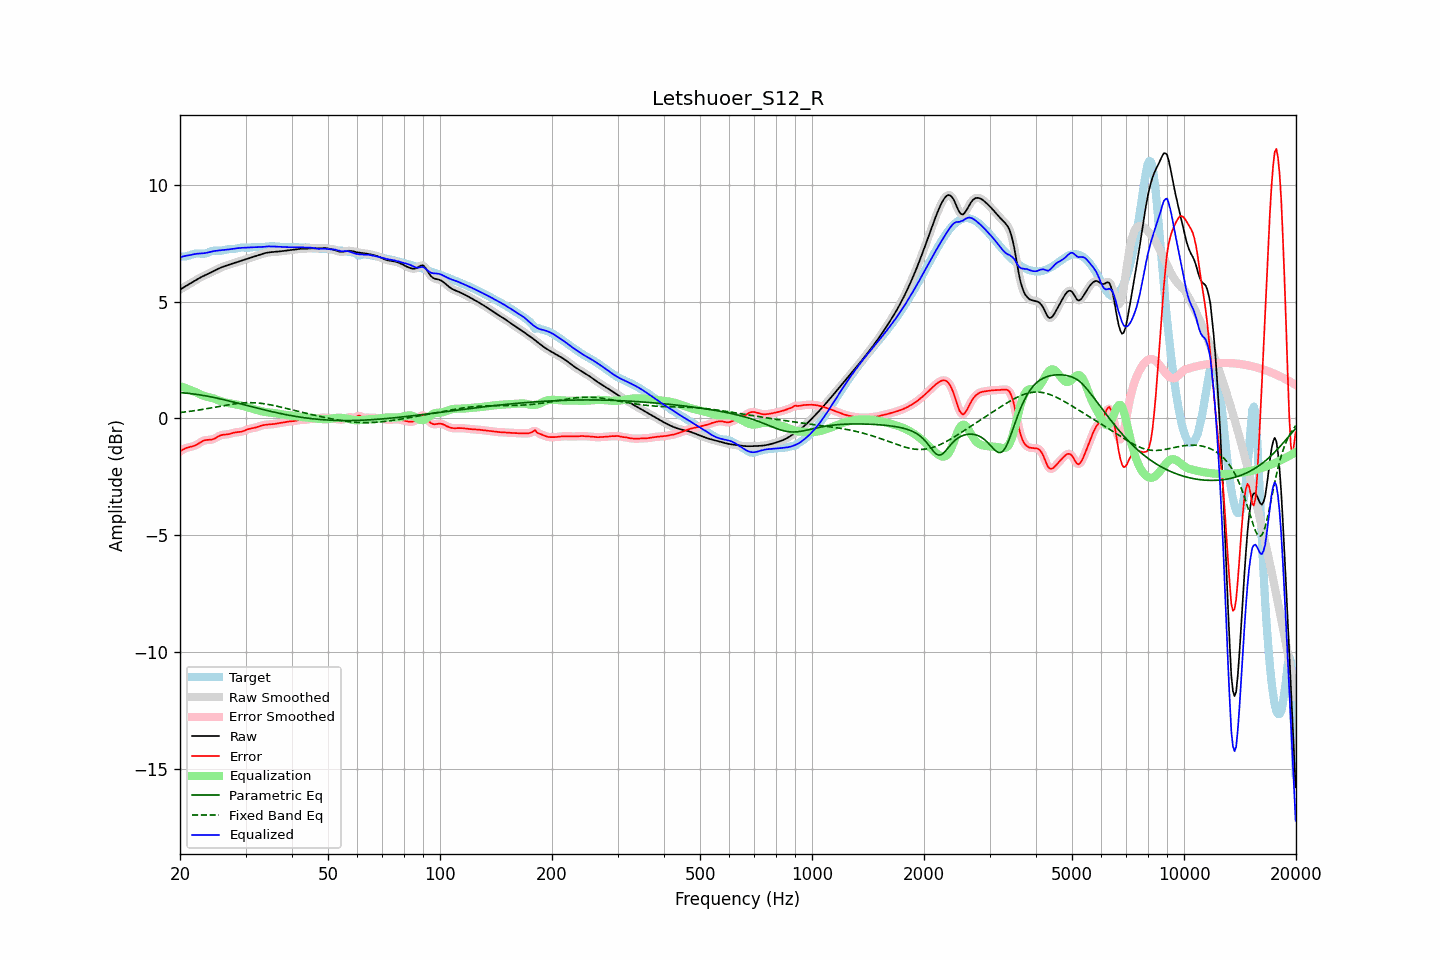 Letshuoer_S12_R
Amplitude (dBr)
10
5
0
−5
−10
−15
Target
Raw Smoothed
Error Smoothed
Raw
Error
Equalization
Parametric Eq
Fixed Band Eq
Equalized
20 50 100 200 500 1000 2000 5000 10000 20000
Frequency (Hz)